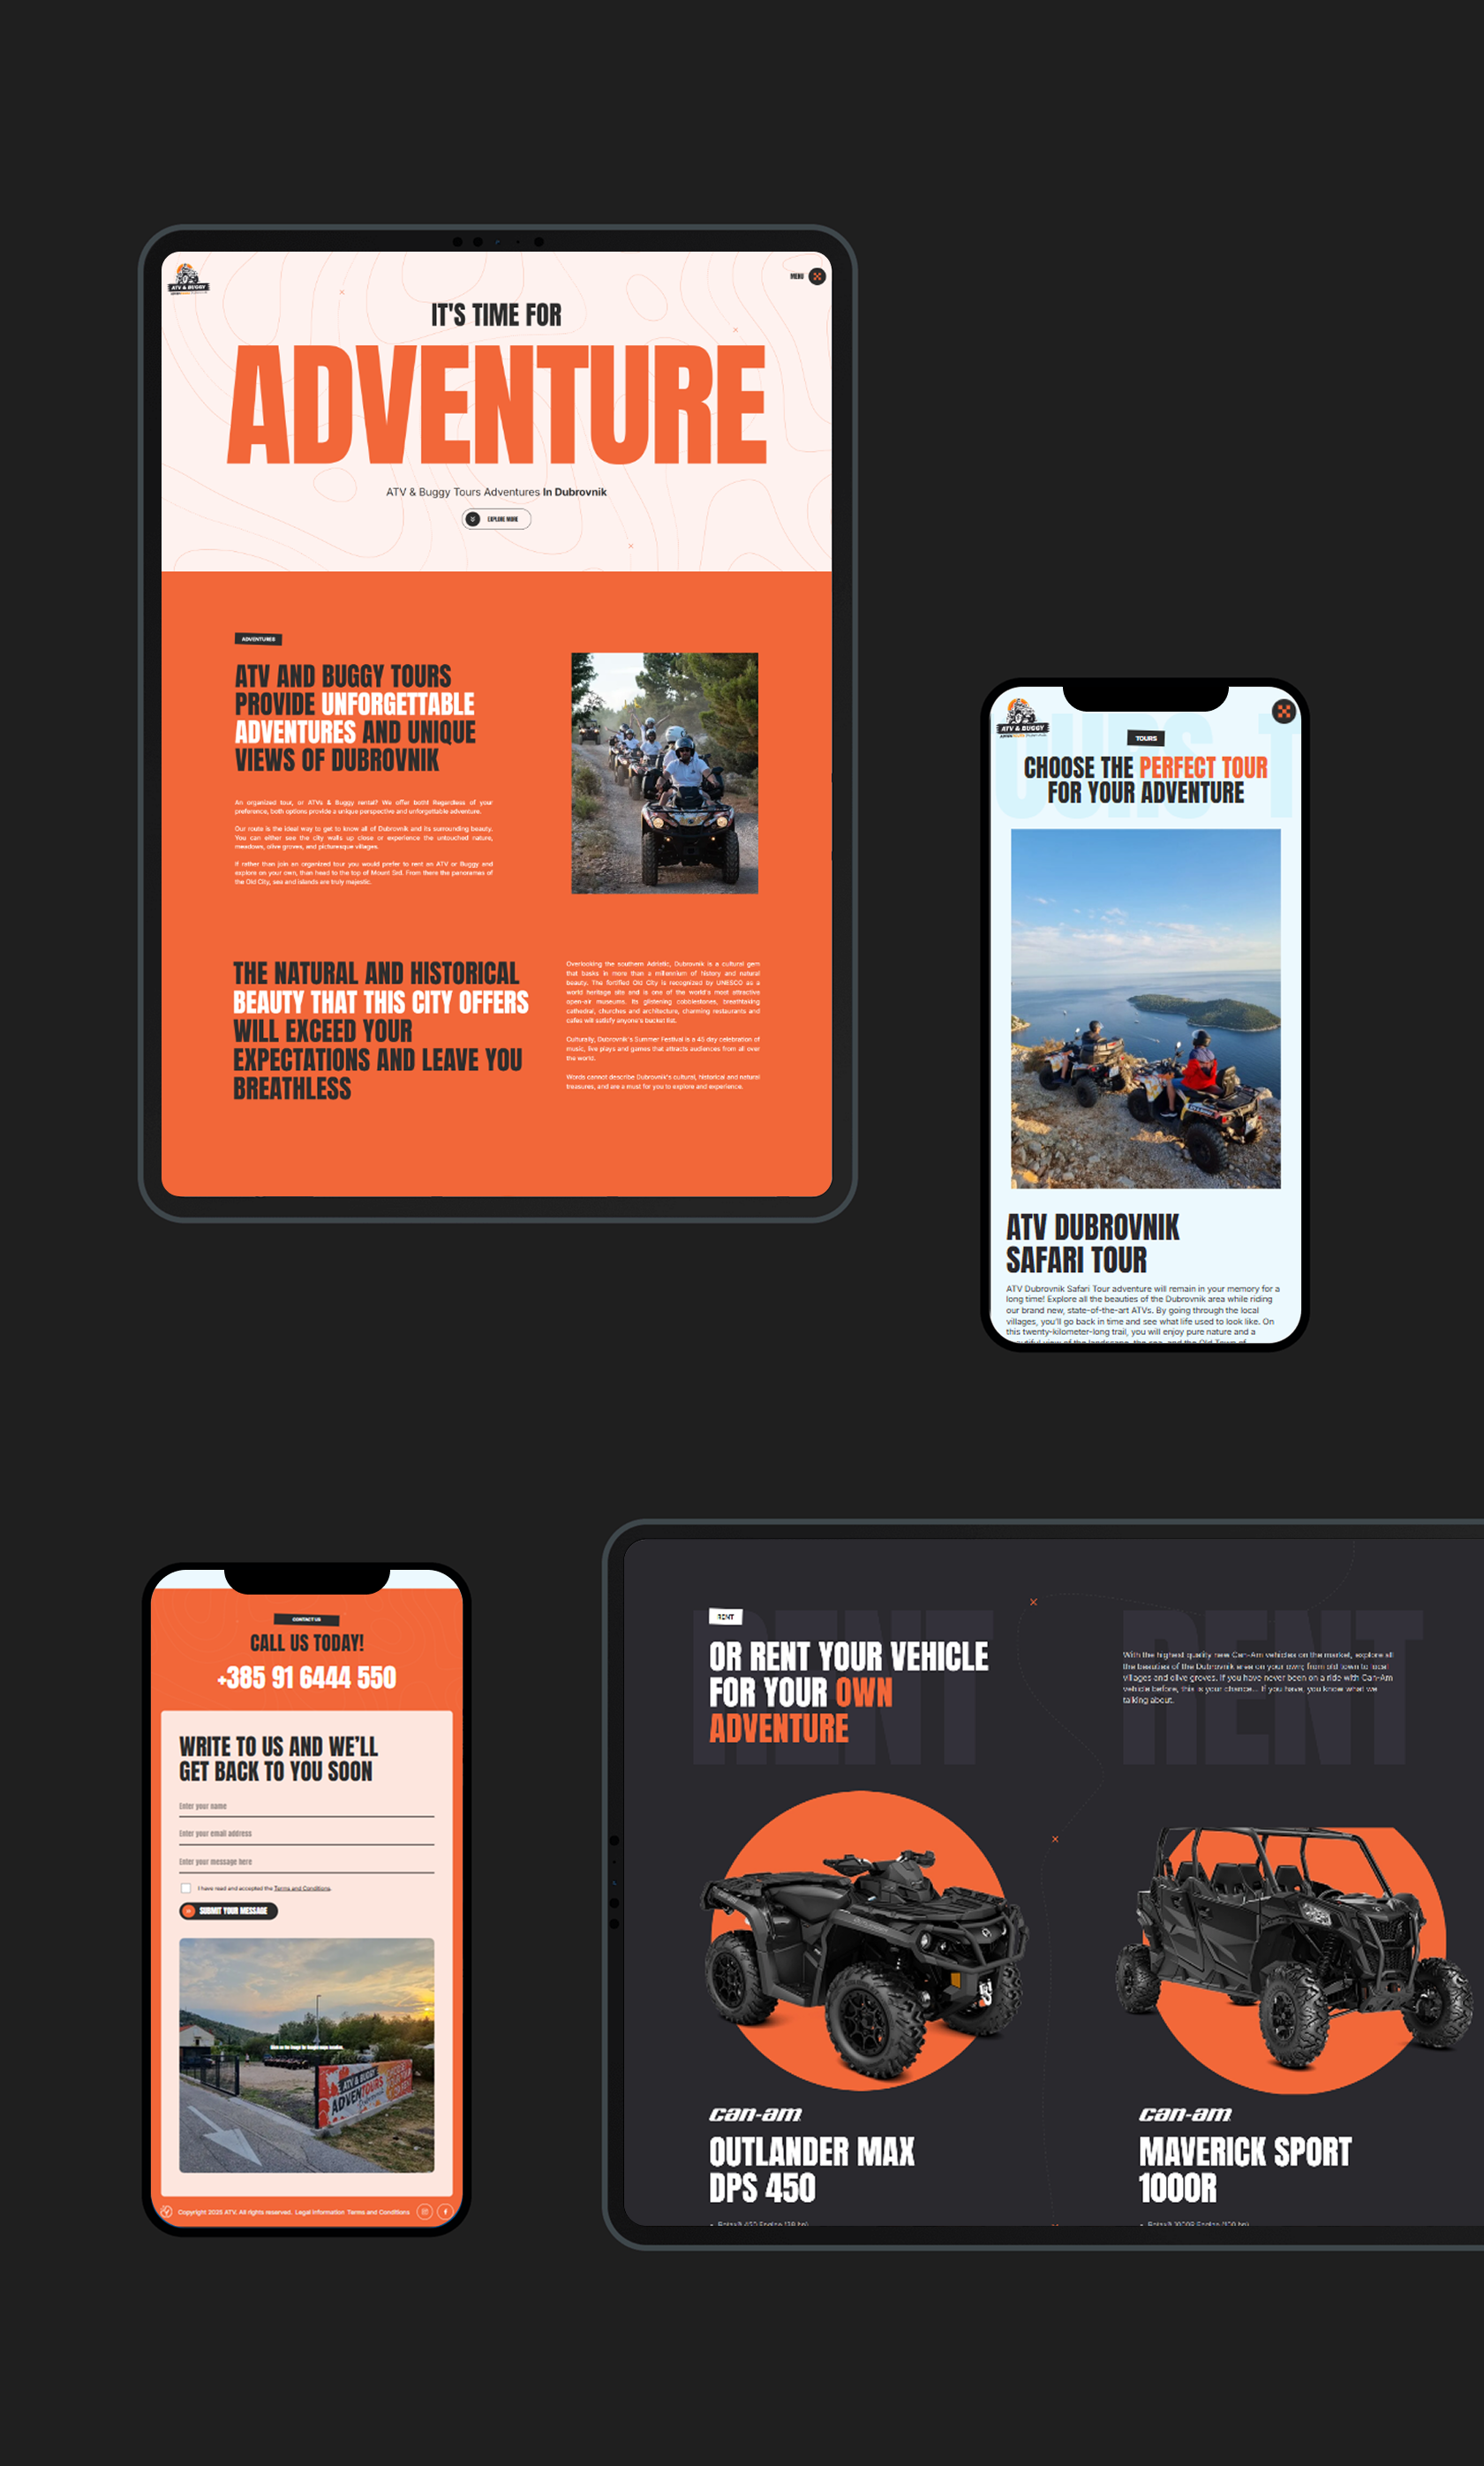 ATV & BUGGY
MENU
IT'S TIME FOR
ADVENTURE
ATV & Buggy Tours Adventures In Dubrovnik
EXPLORE MORE
ADVENTURES
ATV AND BUGGY TOURS
PROVIDE UNFORGETTABLE
ADVENTURES AND UNIQUE
VIEWS OF DUBROVNIK
An organized tour, or ATVs & Buggy rental? We offer both! Regardless of your
preference, both options provide a unique perspective and unforgettable adventure.
Our route is the ideal way to get to know all of Dubrovnik and its surrounding beauty.
You can either see the city walls up close or experience the untouched nature,
meadows, olive groves, and picturesque villages.
If rather than join an organized tour you would prefer to rent an ATV or Buggy and
explore on your own, than head to the top of Mount Srd. From there the panoramas of
the Old City, sea and islands are truly majestic.
THE NATURAL AND HISTORICAL
BEAUTY THAT THIS CITY OFFERS
WILL EXCEED YOUR
EXPECTATIONS AND LEAVE YOU
BREATHLESS
Overlooking the southern Adriatic, Dubrovnik is a cultural gem
that basks in more than a millennium of history and natural
beauty. The fortified Old City is recognized by UNESCO as a
world heritage site and is one of the world's most attractive
open-air museums. Its glistening cobblestones, breathtaking
cathedral, churches and architecture, charming restaurants and
cafes will satisfy anyone's bucket list.
Culturally, Dubrovnik's Summer Festival is a 45 day celebration of
music, live plays and games that attracts audiences from all over
the world.
Words cannot describe Dubrovnik's cultural, historical and natural
treasures, and are a must for you to explore and experience.
ATV & BUGGY
TOURS
CHOOSE THE PERFECT TOUR
FOR YOUR ADVENTURE
ATV DUBROVNIK
SAFARI TOUR
ATV Dubrovnik Safari Tour adventure will remain in your memory for a
long time! Explore all the beauties of the Dubrovnik area while riding
our brand new, state-of-the-art ATVs. By going through the local
villages, you'll go back in time and see what life used to look like. On
this twenty-kilometer-long trail, you will enjoy pure nature and a
CONTACT US
CALL US TODAY!
+385 91 6444 550
WRITE TO US AND WE'LL
GET BACK TO YOU SOON
Enter your name
Enter your email address
Enter your message here
I have read and accepted the Terms and Conditions.
SUBMIT YOUR MESSAGE
ATV & BUGGY
ADVENTOURS
Copyright 2025 ATV. All rights reserved. Legal Information Terms and Conditions
RENT RENT
RENT
OR RENT YOUR VEHICLE
FOR YOUR OWN
ADVENTURE
With the highest quality new Can-Am vehicles on the market, explore all
the beauties of the Dubrovnik area on your own; from old town to local
villages and olive groves. If you have never been on a ride with Can-Am
vehicle before, this is your chance... If you have, you know what we
talking about.
can-am
OUTLANDER MAX
DPS 450
can-am
MAVERICK SPORT
1000R